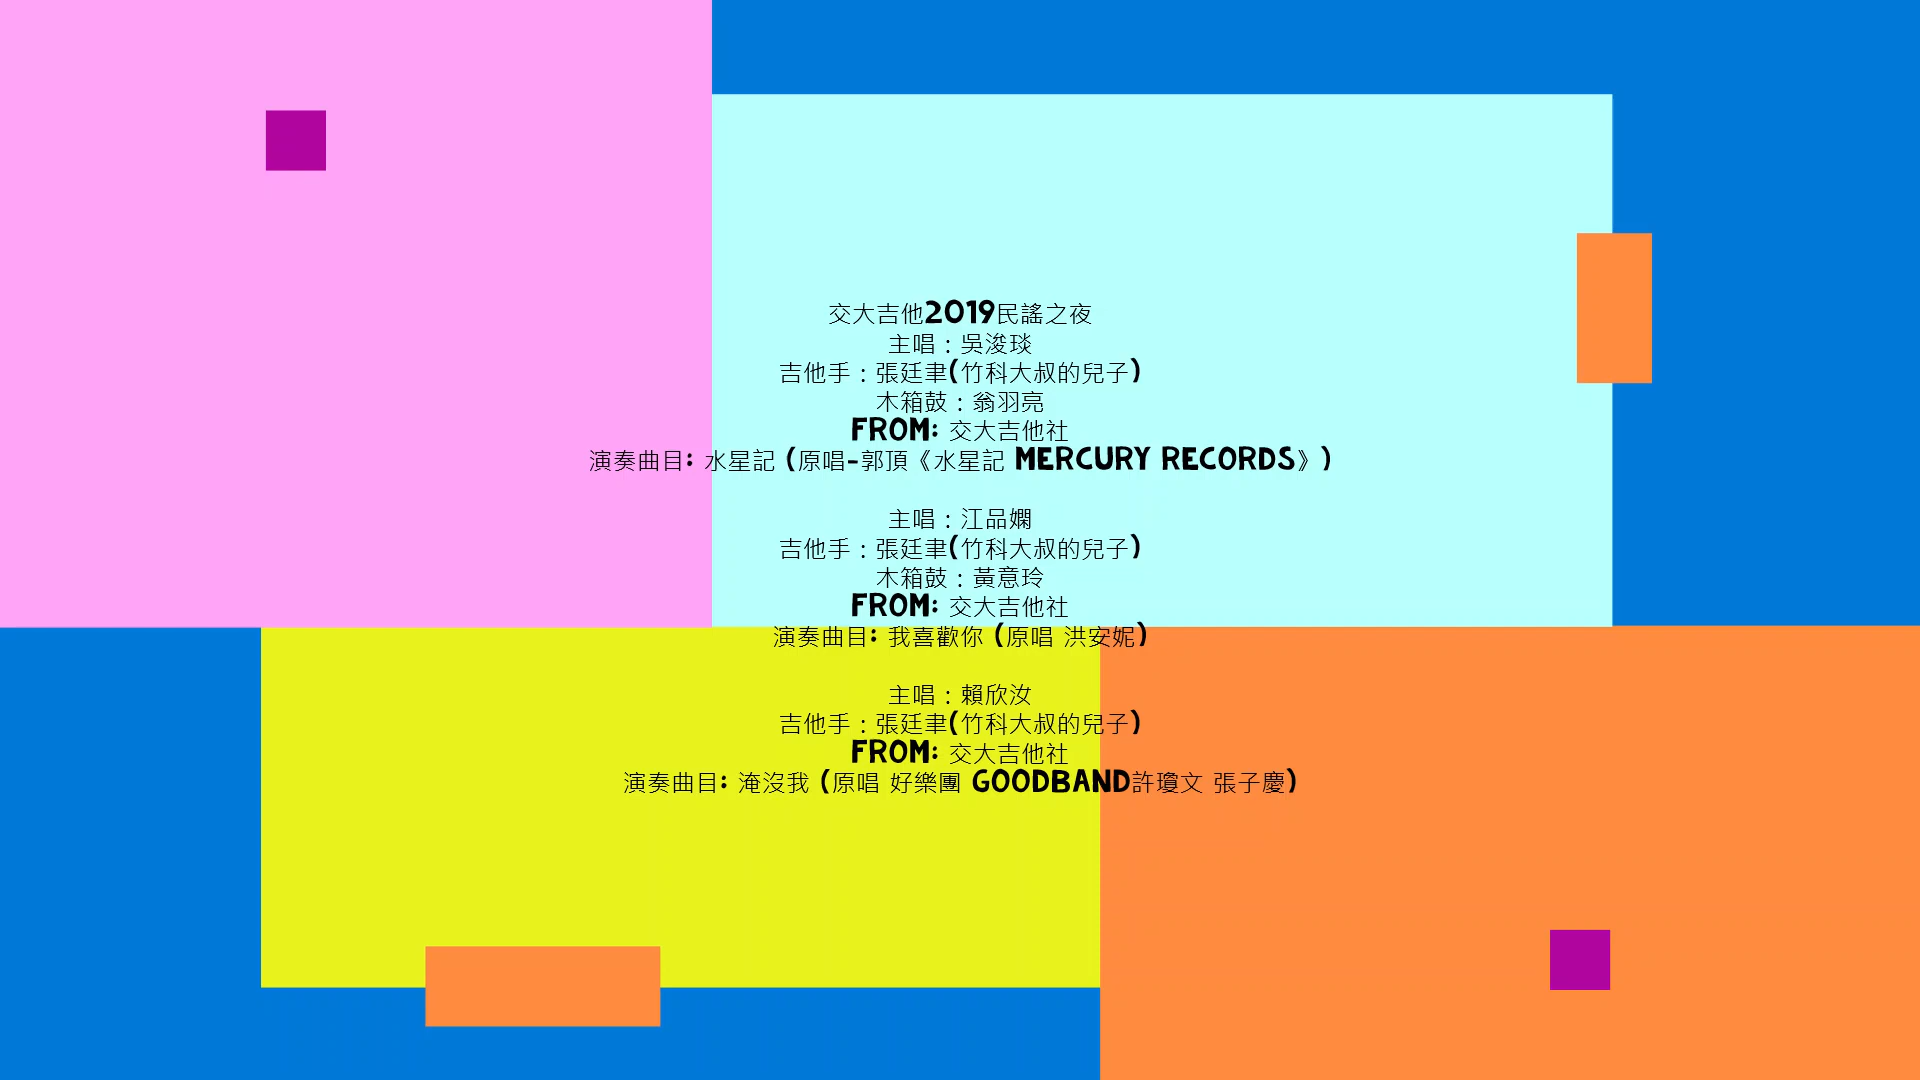 交大吉他2019民謠之夜
主唱：吳浚琰
吉他手：張廷聿(竹科大叔的兒子)
木箱鼓：翁羽亮
FROM: 交大吉他社
演奏曲目: 水星記 (原唱-郭頂《水星記 MERCURY RECORDS》)
主唱：江品嫻
吉他手：張廷聿(竹科大叔的兒子)
木箱鼓：黃意玲
FROM: 交大吉他社
演奏曲目: 我喜歡你 (原唱 洪安妮)
主唱：賴欣汝
吉他手：張廷聿(竹科大叔的兒子)
FROM: 交大吉他社
演奏曲目: 淹沒我 (原唱 好樂團 GOODBAND許瓊文 張子慶)